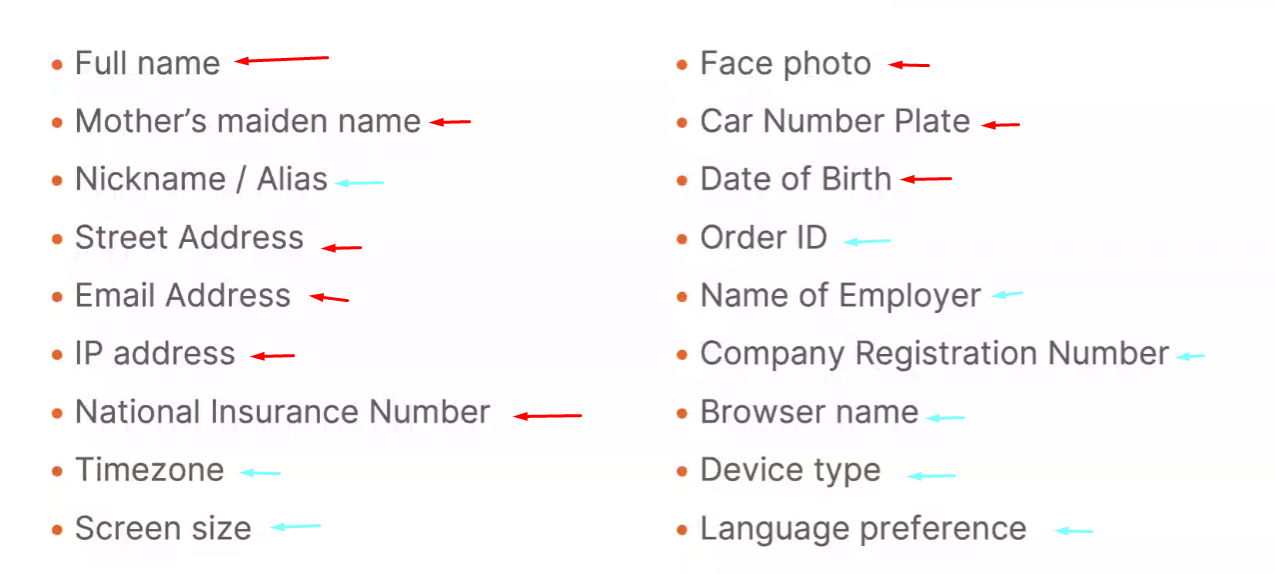 Full name
Mother’s maiden name
Nickname / Alias
Street Address
Email Address
IP address
National Insurance Number
Timezone
Screen size
Face photo
Car Number Plate
Date of Birth
Order ID
Name of Employer
Company Registration Number
Browser name
Device type
Language preference